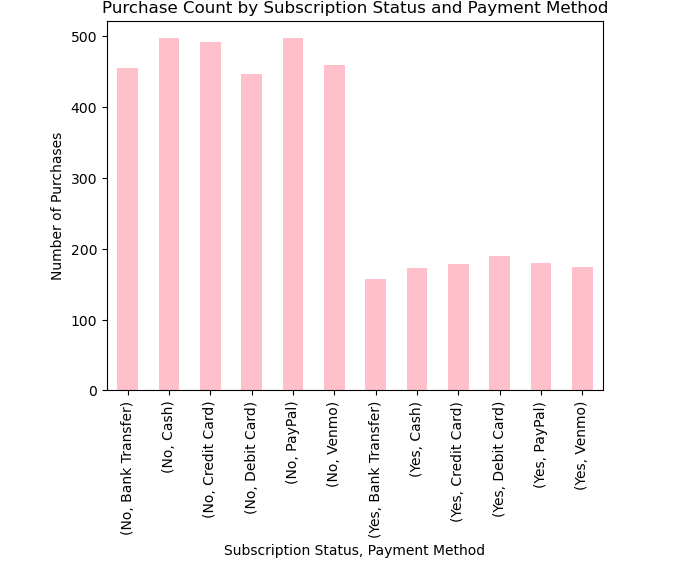 Purchase Count by Subscription Status and Payment Method
Number of Purchases
500
400
300
200
100
0
(No, Bank Transfer)
(No, Cash)
(No, Credit Card)
(No, Debit Card)
(No, PayPal)
(No, Venmo)
(Yes, Bank Transfer)
(Yes, Cash)
(Yes, Credit Card)
(Yes, Debit Card)
(Yes, PayPal)
(Yes, Venmo)
Subscription Status, Payment Method